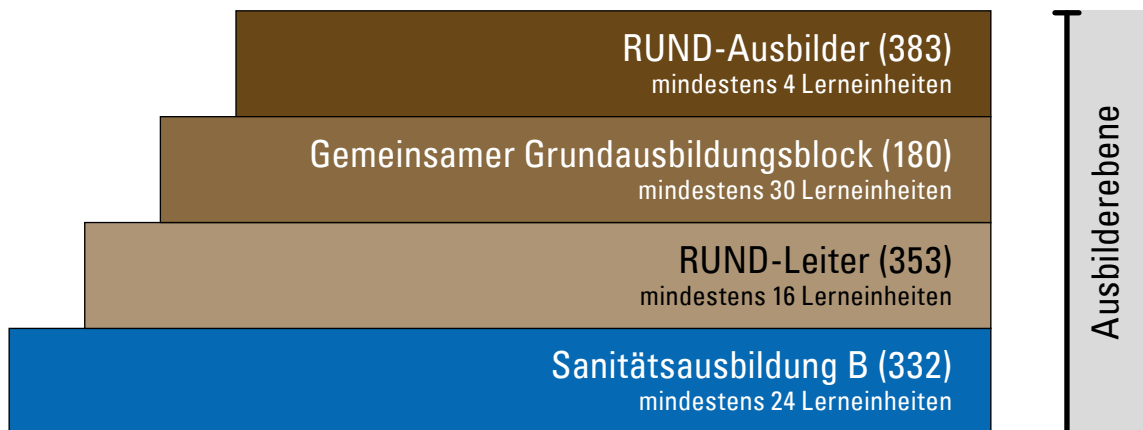 RUND-Ausbilder (383)
mindestens 4 Lerneinheiten
Gemeinsamer Grundausbildungsblock (180)
mindestens 30 Lerneinheiten
RUND-Leiter (353)
mindestens 16 Lerneinheiten
Sanitätsausbildung B (332)
mindestens 24 Lerneinheiten
Ausbilderebene